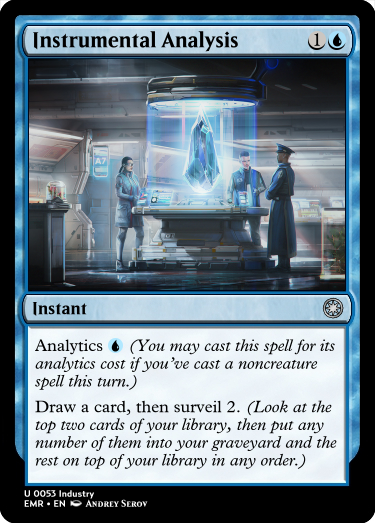 Instrumental Analysis 1
A7
Instant
Analytics (You may cast this spell for its
analytics cost if you've cast a noncreature
spell this turn.)
Draw a card, then surveil 2. (Look at the
top two cards of your library, then put any
number of them into your graveyard and the
rest on top of your library in any order.)
U 0053 Industry
EMR • EN Andrey Serov